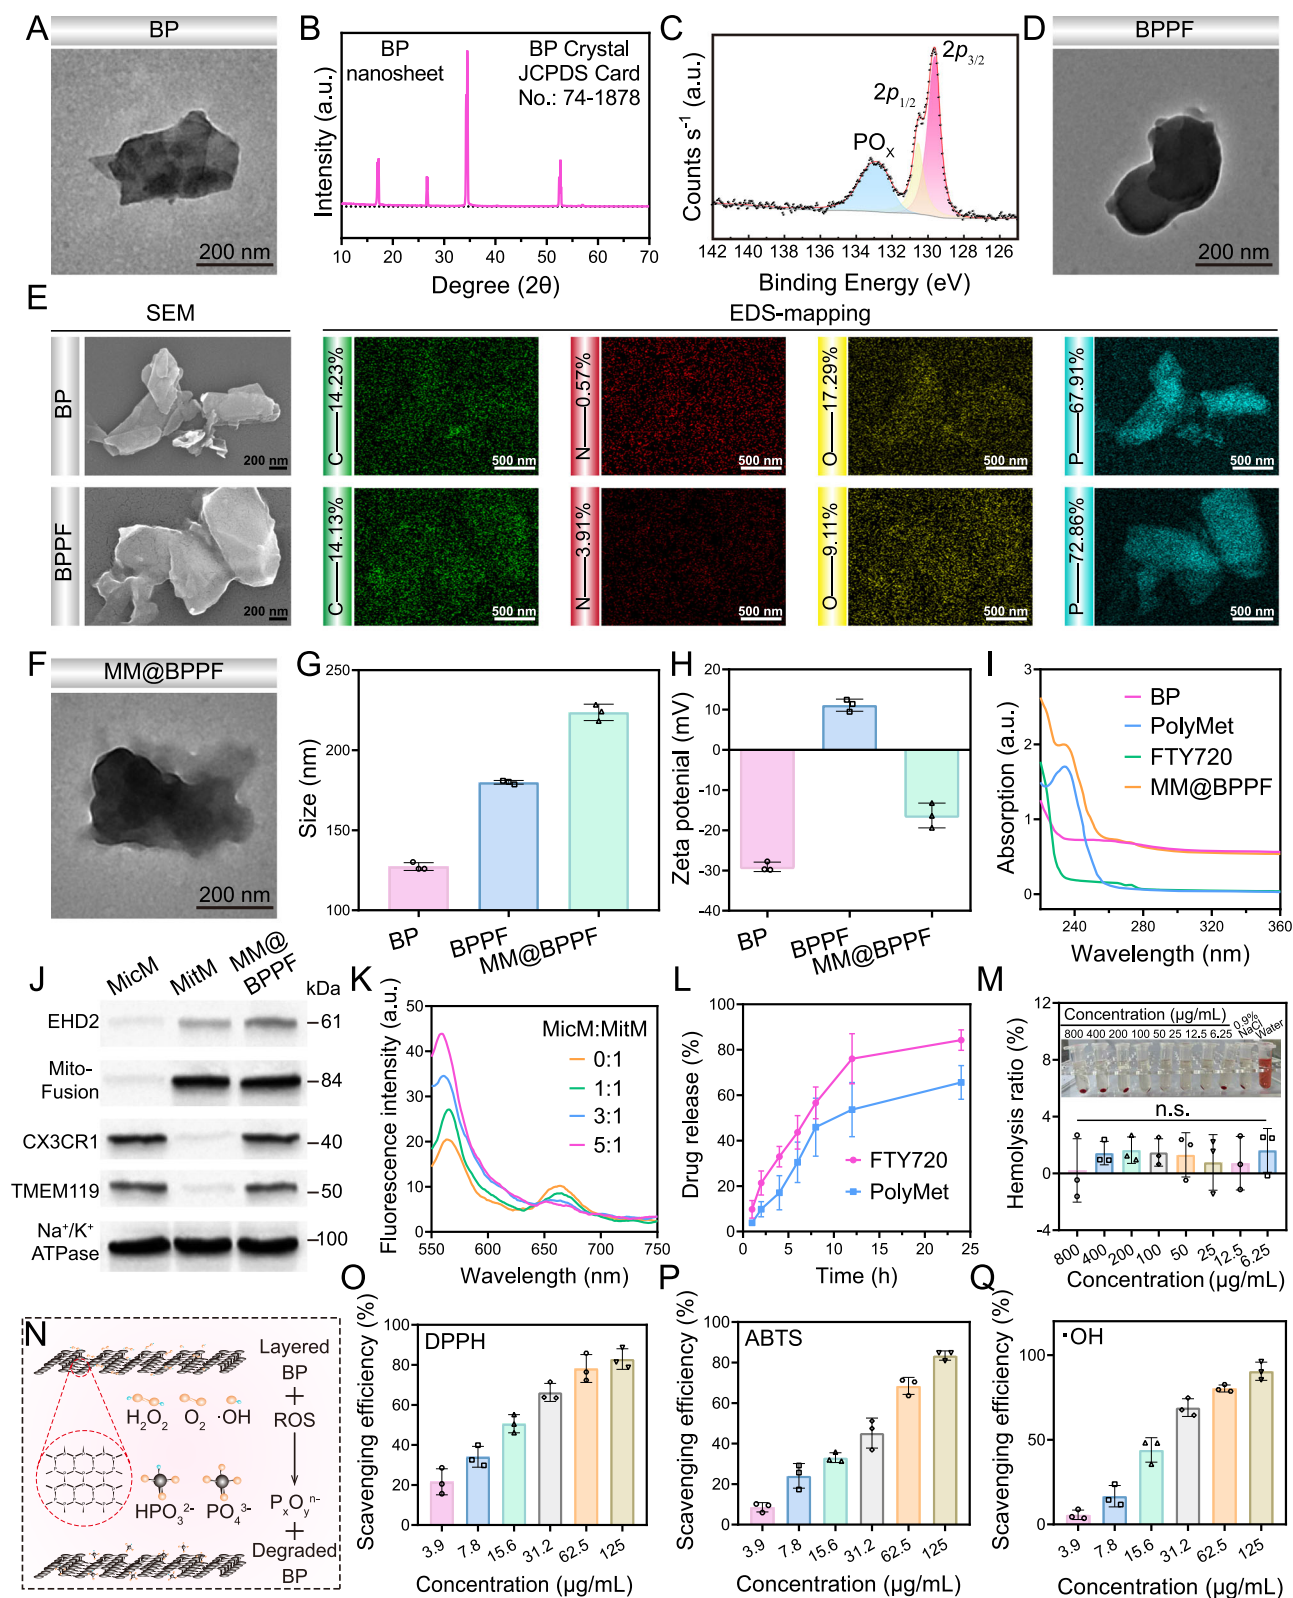 A
BP
200 nm
B
BP
nanosheet
BP Crystal
JCPDS Card
No.: 74-1878
Intensity (a.u.)
10 20 30 40 50 60 70
Degree (2θ)
C
2p3/2
2p1/2
POx
Counts s⁻¹ (a.u.)
142 140 138 136 134 132 130 128 126
Binding Energy (eV)
D
BPPF
200 nm
E
SEM
EDS-mapping
BP
200 nm
C——14.23%
500 nm
N——0.57%
500 nm
O——17.29%
500 nm
P——67.91%
500 nm
BPPF
200 nm
C——14.13%
500 nm
N——3.91%
500 nm
O——9.11%
500 nm
P——72.86%
500 nm
F
MM@BPPF
200 nm
G
Size (nm)
250
200
150
100
BP BPPF MM@BPPF
H
Zeta potenial (mV)
20
10
0
-10
-20
-30
-40
BP BPPF MM@BPPF
I
Absorption (a.u.)
3
2
1
0
BP
PolyMet
FTY720
MM@BPPF
240 280 320 360
Wavelength (nm)
J
MicM MitM MM@
BPPF
kDa
EHD2 –61
Mito-
Fusion –84
CX3CR1 –40
TMEM119 –50
Na⁺/K⁺
ATPase –100
K
Fluorescence intensity (a.u.)
50
40
30
20
10
0
MicM:MitM
0:1
1:1
3:1
5:1
550 600 650 700 750
Wavelength (nm)
L
Drug release (%)
100
80
60
40
20
0
FTY720
PolyMet
0 4 8 12 16 20 24
Time (h)
M
Hemolysis ratio (%)
12
8
4
0
-4
Concentration (µg/mL)
800 400 200 100 50 25 12.5 6.25 0.9% NaCl Water
n.s.
800 400 200 100 50 25 12.5 6.25
Concentration (µg/mL)
N
Layered
BP
+
ROS
H₂O₂ O₂ ·OH
HPO₃²⁻ PO₄³⁻
PxOyⁿ⁻
+
Degraded
BP
O
DPPH
Scavenging efficiency (%)
100
80
60
40
20
0
3.9 7.8 15.6 31.2 62.5 125
Concentration (µg/mL)
P
ABTS
Scavenging efficiency (%)
100
80
60
40
20
0
3.9 7.8 15.6 31.2 62.5 125
Concentration (µg/mL)
Q
·OH
Scavenging efficiency (%)
100
50
0
3.9 7.8 15.6 31.2 62.5 125
Concentration (µg/mL)